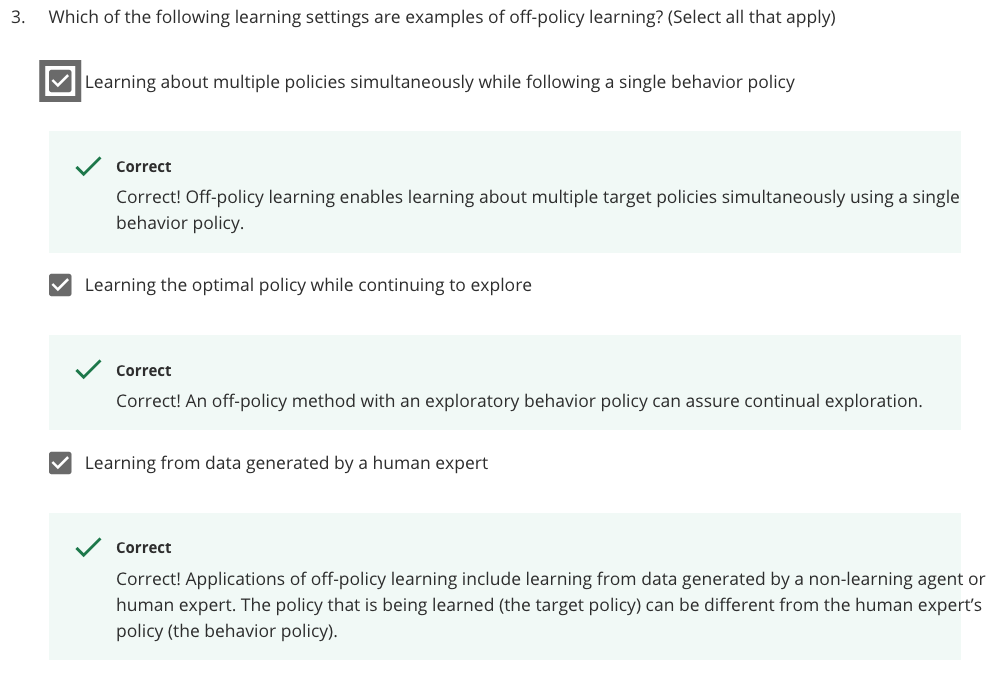 3. Which of the following learning settings are examples of off-policy learning? (Select all that apply)
Learning about multiple policies simultaneously while following a single behavior policy
Correct
Correct! Off-policy learning enables learning about multiple target policies simultaneously using a single
behavior policy.
Learning the optimal policy while continuing to explore
Correct
Correct! An off-policy method with an exploratory behavior policy can assure continual exploration.
Learning from data generated by a human expert
Correct
Correct! Applications of off-policy learning include learning from data generated by a non-learning agent or
human expert. The policy that is being learned (the target policy) can be different from the human expert’s
policy (the behavior policy).